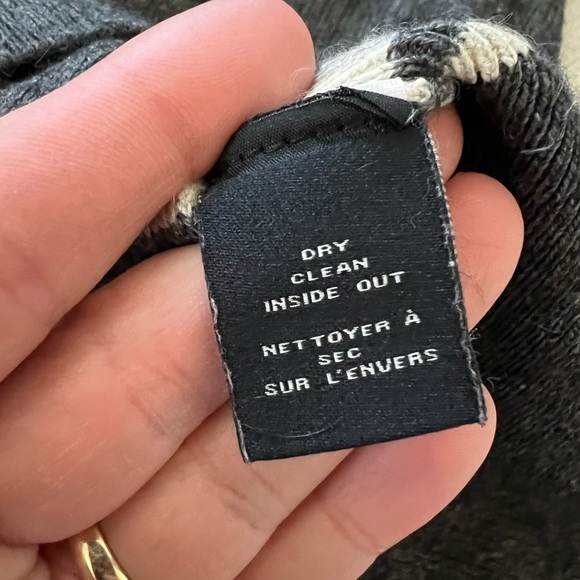 DRY
CLEAN
INSIDE OUT
NETTOYER À
SEC
SUR L'ENVERS